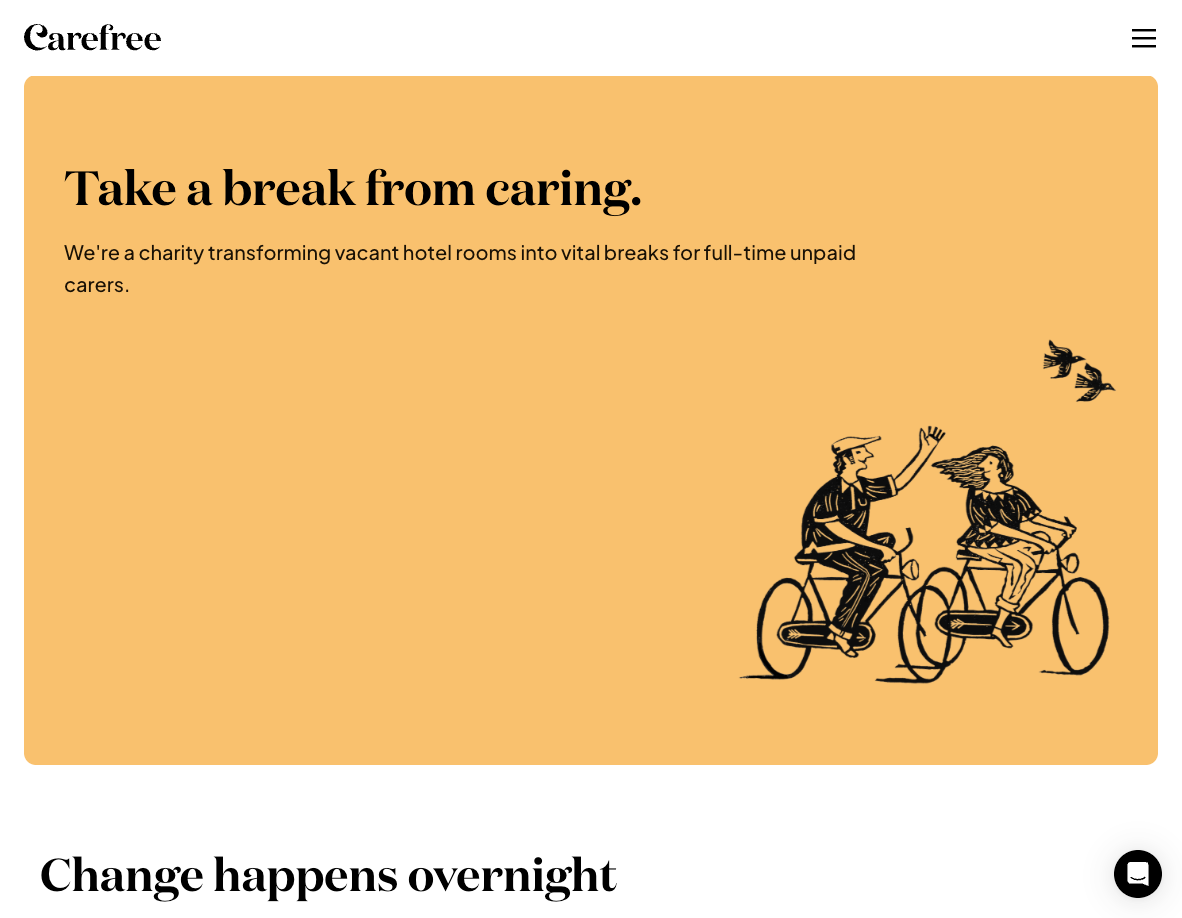 Carefree
Take a break from caring.
We're a charity transforming vacant hotel rooms into vital breaks for full-time unpaid
carers.
Change happens overnight